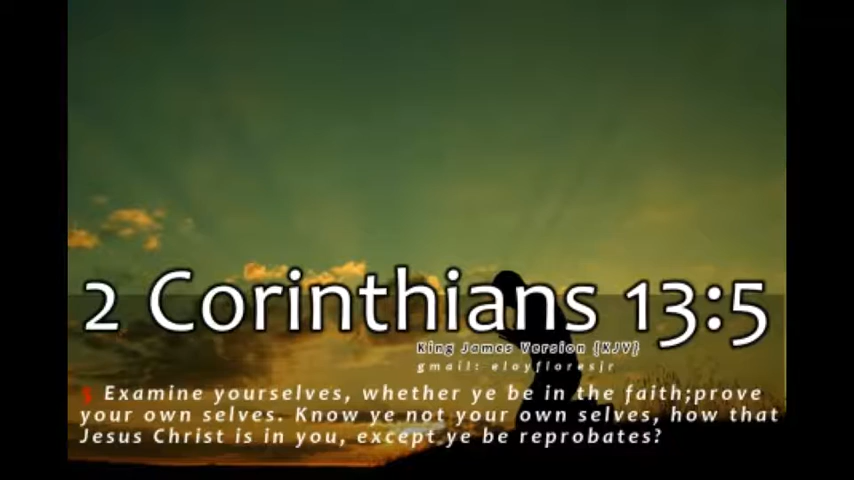 2 Corinthians 13:5
King James Version {KJV}
gmail: eloyfloresjr
5 Examine yourselves, whether ye be in the faith;prove
your own selves. Know ye not your own selves, how that
Jesus Christ is in you, except ye be reprobates?